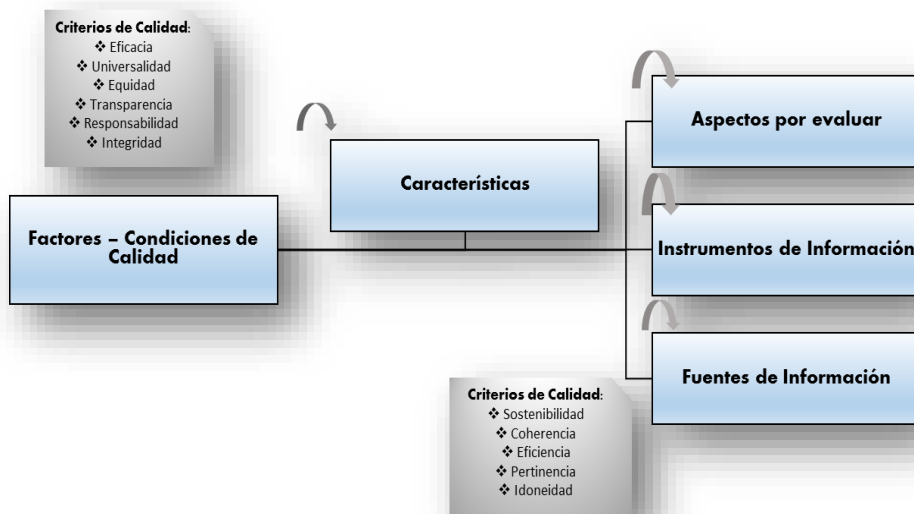 Criterios de Calidad:
❖ Eficacia
❖ Universalidad
❖ Equidad
❖ Transparencia
❖ Responsabilidad
❖ Integridad
Factores – Condiciones de
Calidad
Características
Aspectos por evaluar
Instrumentos de Información
Fuentes de Información
Criterios de Calidad:
❖ Sostenibilidad
❖ Coherencia
❖ Eficiencia
❖ Pertinencia
❖ Idoneidad